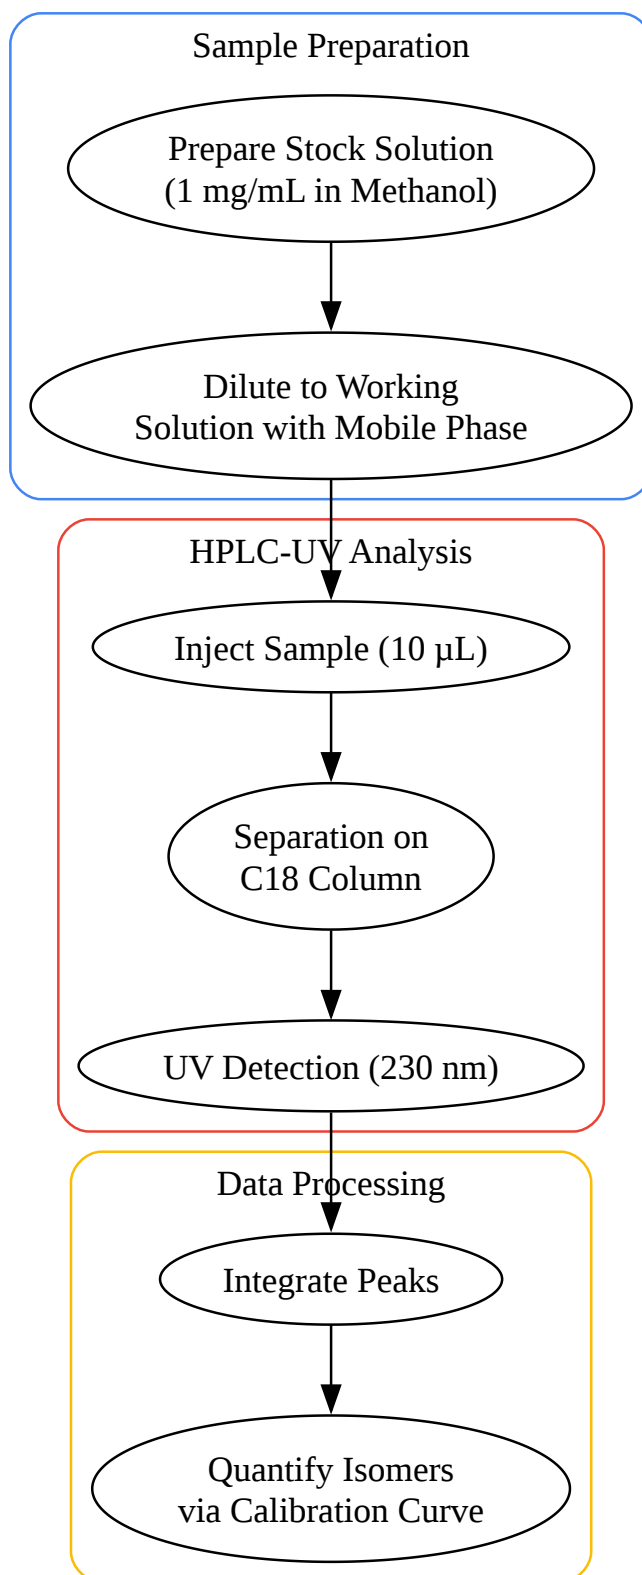 Sample Preparation
Prepare Stock Solution
(1 mg/mL in Methanol)
Dilute to Working
Solution with Mobile Phase
HPLC-UV Analysis
Inject Sample (10 µL)
Separation on
C18 Column
UV Detection (230 nm)
Data Processing
Integrate Peaks
Quantify Isomers
via Calibration Curve